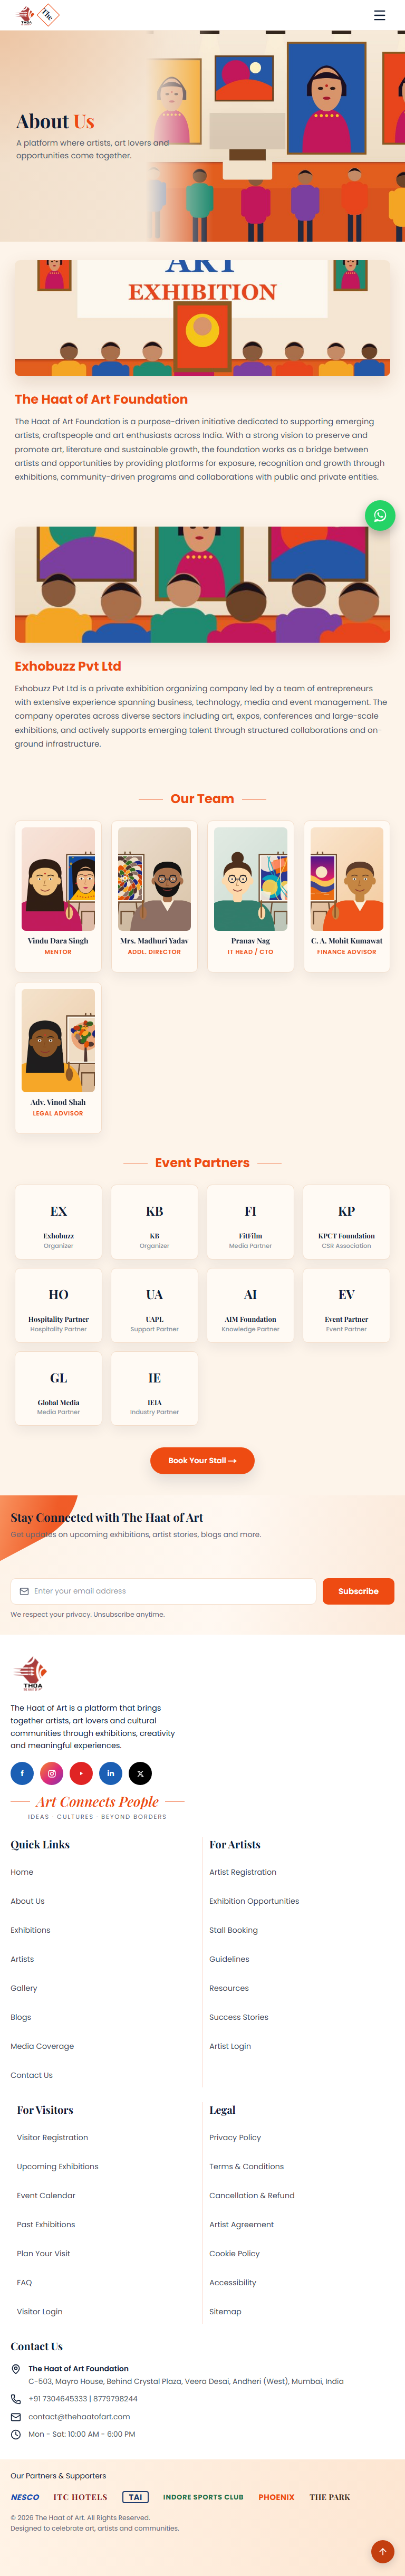 THOA
The
About Us
A platform where artists, art lovers and
opportunities come together.
ART
EXHIBITION
The Haat of Art Foundation
The Haat of Art Foundation is a purpose-driven initiative dedicated to supporting emerging
artists, craftspeople and art enthusiasts across India. With a strong vision to preserve and
promote art, literature and sustainable growth, the foundation works as a bridge between
artists and opportunities by providing platforms for exposure, recognition and growth through
exhibitions, community-driven programs and collaborations with public and private entities.
Exhobuzz Pvt Ltd
Exhobuzz Pvt Ltd is a private exhibition organizing company led by a team of entrepreneurs
with extensive experience spanning business, technology, media and event management. The
company operates across diverse sectors including art, expos, conferences and large-scale
exhibitions, and actively supports emerging talent through structured collaborations and on-
ground infrastructure.
Our Team
Vindu Dara Singh
MENTOR
Mrs. Madhuri Yadav
ADDL. DIRECTOR
Pranav Nag
IT HEAD / CTO
C. A. Mohit Kumawat
FINANCE ADVISOR
Adv. Vinod Shah
LEGAL ADVISOR
Event Partners
EX
Exhobuzz
Organizer
KB
KB
Organizer
FI
FitFilm
Media Partner
KP
KPCT Foundation
CSR Association
HO
Hospitality Partner
Hospitality Partner
UA
UAPL
Support Partner
AI
AIM Foundation
Knowledge Partner
EV
Event Partner
Event Partner
GL
Global Media
Media Partner
IE
IEIA
Industry Partner
Book Your Stall →
Stay Connected with The Haat of Art
Get updates on upcoming exhibitions, artist stories, blogs and more.
Enter your email address
Subscribe
We respect your privacy. Unsubscribe anytime.
THOA
The Haat of Art is a platform that brings
together artists, art lovers and cultural
communities through exhibitions, creativity
and meaningful experiences.
f
in
X
Art Connects People
IDEAS · CULTURES · BEYOND BORDERS
Quick Links
Home
About Us
Exhibitions
Artists
Gallery
Blogs
Media Coverage
Contact Us
For Artists
Artist Registration
Exhibition Opportunities
Stall Booking
Guidelines
Resources
Success Stories
Artist Login
For Visitors
Visitor Registration
Upcoming Exhibitions
Event Calendar
Past Exhibitions
Plan Your Visit
FAQ
Visitor Login
Legal
Privacy Policy
Terms & Conditions
Cancellation & Refund
Artist Agreement
Cookie Policy
Accessibility
Sitemap
Contact Us
The Haat of Art Foundation
C-503, Mayro House, Behind Crystal Plaza, Veera Desai, Andheri (West), Mumbai, India
+91 7304645333 | 8779798244
contact@thehaatofart.com
Mon - Sat: 10:00 AM - 6:00 PM
Our Partners & Supporters
NESCO
ITC HOTELS
TAI
INDORE SPORTS CLUB
PHOENIX
THE PARK
© 2026 The Haat of Art. All Rights Reserved.
Designed to celebrate art, artists and communities.